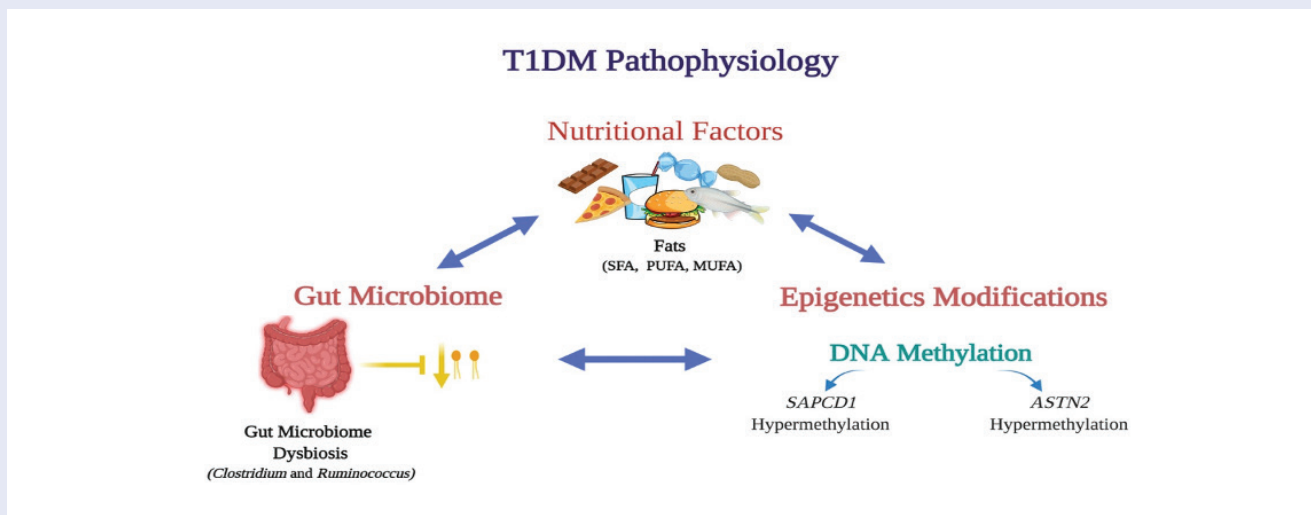 T1DM Pathophysiology
Nutritional Factors
Fats
(SFA, PUFA, MUFA)
Gut Microbiome
Gut Microbiome
Dysbiosis
(Clostridium and Ruminococcus)
Epigenetics Modifications
DNA Methylation
SAPCD1
Hypermethylation
ASTN2
Hypermethylation